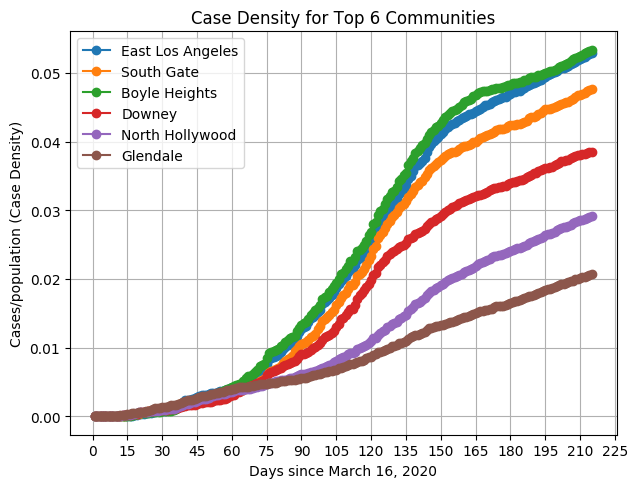 Case Density for Top 6 Communities
East Los Angeles
South Gate
Boyle Heights
Downey
North Hollywood
Glendale
Cases/population (Case Density)
0.05
0.04
0.03
0.02
0.01
0.00
0 15 30 45 60 75 90 105 120 135 150 165 180 195 210 225
Days since March 16, 2020